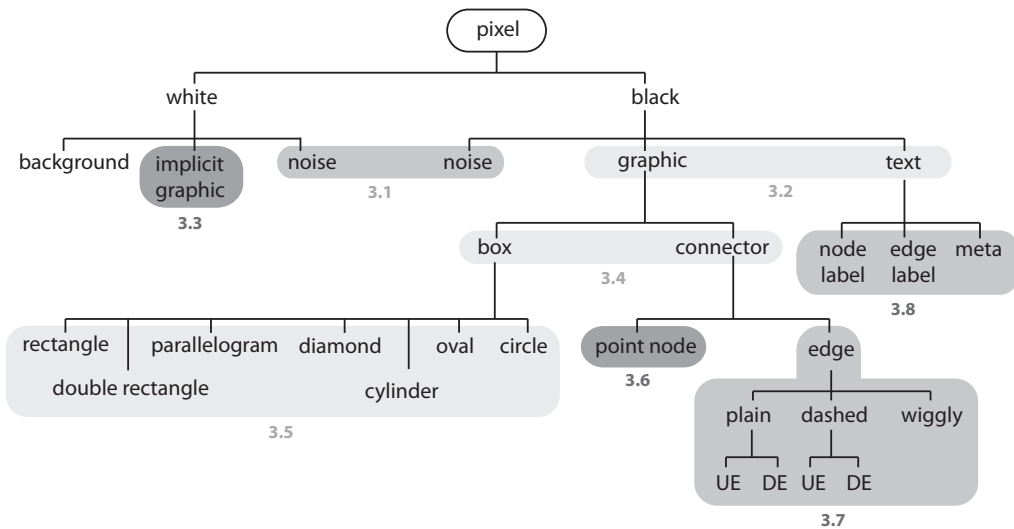 pixel
white
black
background
implicit
graphic
noise
noise
graphic
text
3.3
3.1
3.2
box
connector
node
label
edge
label
meta
3.4
3.8
rectangle
double rectangle
parallelogram
diamond
cylinder
oval
circle
3.5
point node
3.6
edge
plain
dashed
wiggly
UE
DE
UE
DE
3.7